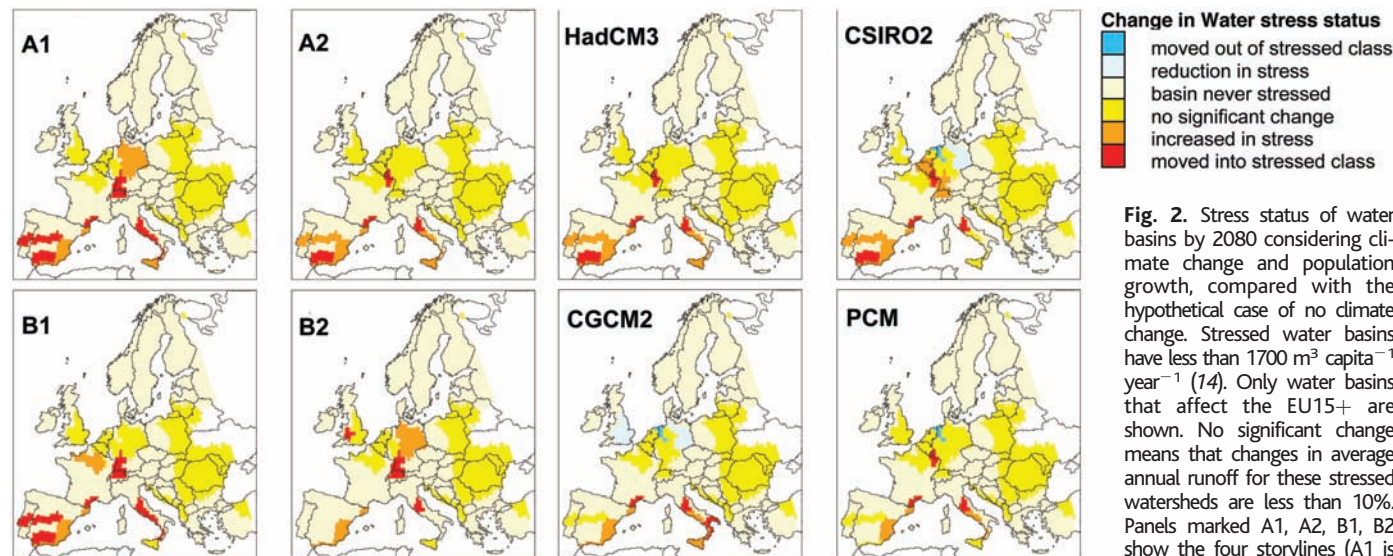 A1
A2
HadCM3
CSIRO2
B1
B2
CGCM2
PCM
Change in Water stress status
moved out of stressed class
reduction in stress
basin never stressed
no significant change
increased in stress
moved into stressed class
Fig. 2. Stress status of water
basins by 2080 considering cli-
mate change and population
growth, compared with the
hypothetical case of no climate
change. Stressed water basins
have less than 1700 m³ capita⁻¹
year⁻¹ (14). Only water basins
that affect the EU15+ are
shown. No significant change
means that changes in average
annual runoff for these stressed
watersheds are less than 10%.
Panels marked A1, A2, B1, B2
show the four storylines (A1 is